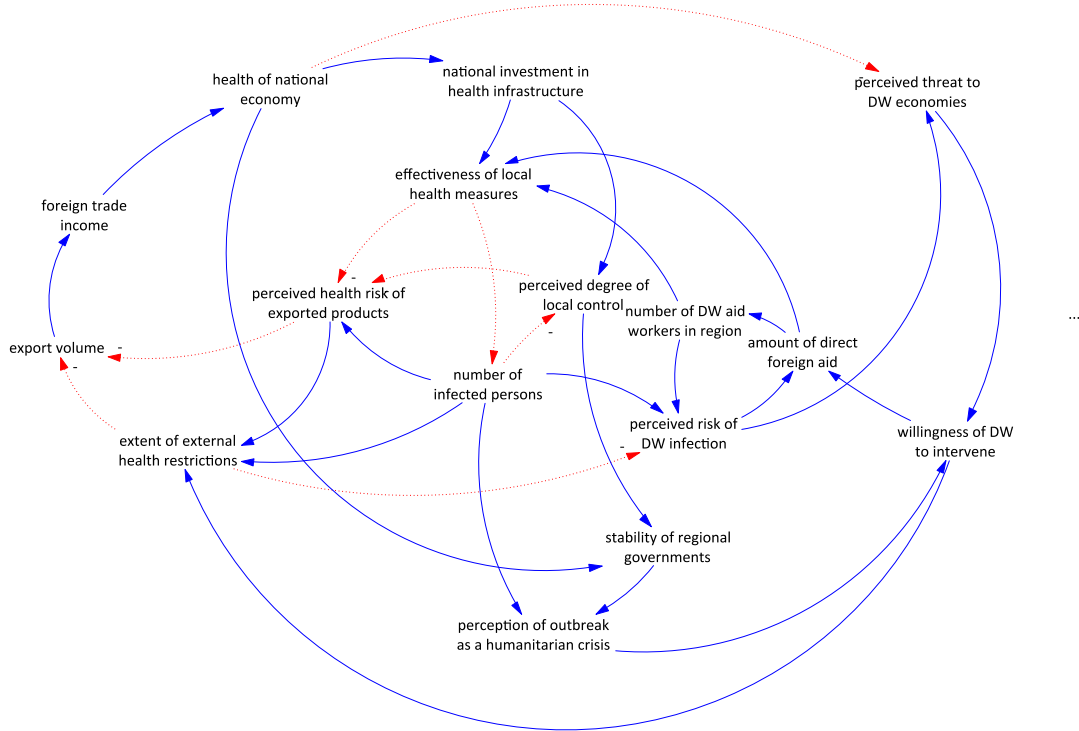 health of national
economy
national investment in
health infrastructure
-
perceived threat to
DW economies
effectiveness of local
health measures
foreign trade
income
-
perceived health risk of
exported products
perceived degree of
local control
-
number of DW aid
workers in region
...
export volume
-
-
amount of direct
foreign aid
number of
infected persons
extent of external
health restrictions
-
perceived risk of
DW infection
willingness of DW
to intervene
stability of regional
governments
perception of outbreak
as a humanitarian crisis